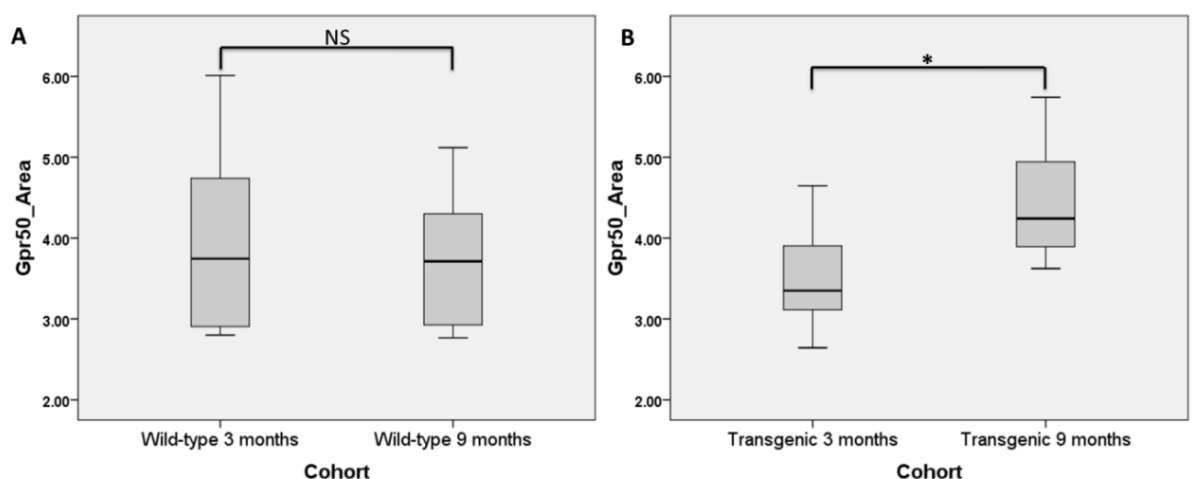 A
NS
6.00
5.00
4.00
3.00
2.00
Gpr50_Area
Wild-type 3 months
Wild-type 9 months
Cohort
B
*
6.00
5.00
4.00
3.00
2.00
Gpr50_Area
Transgenic 3 months
Transgenic 9 months
Cohort